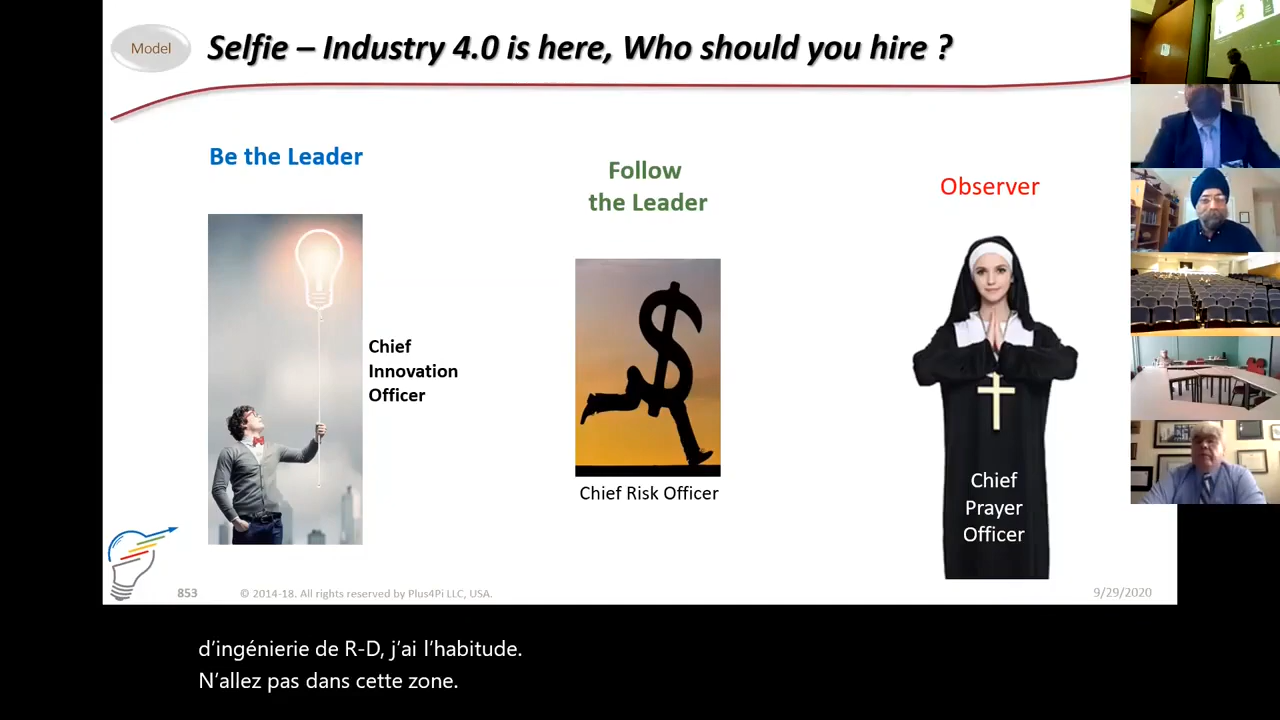 Model
Selfie – Industry 4.0 is here, Who should you hire ?
Be the Leader
Follow
the Leader
Observer
Chief
Innovation
Officer
Chief Risk Officer
Chief
Prayer
Officer
853
© 2014-18. All rights reserved by Plus4Pi LLC, USA.
9/29/2020
d’ingénierie de R-D, j’ai l’habitude.
N’allez pas dans cette zone.